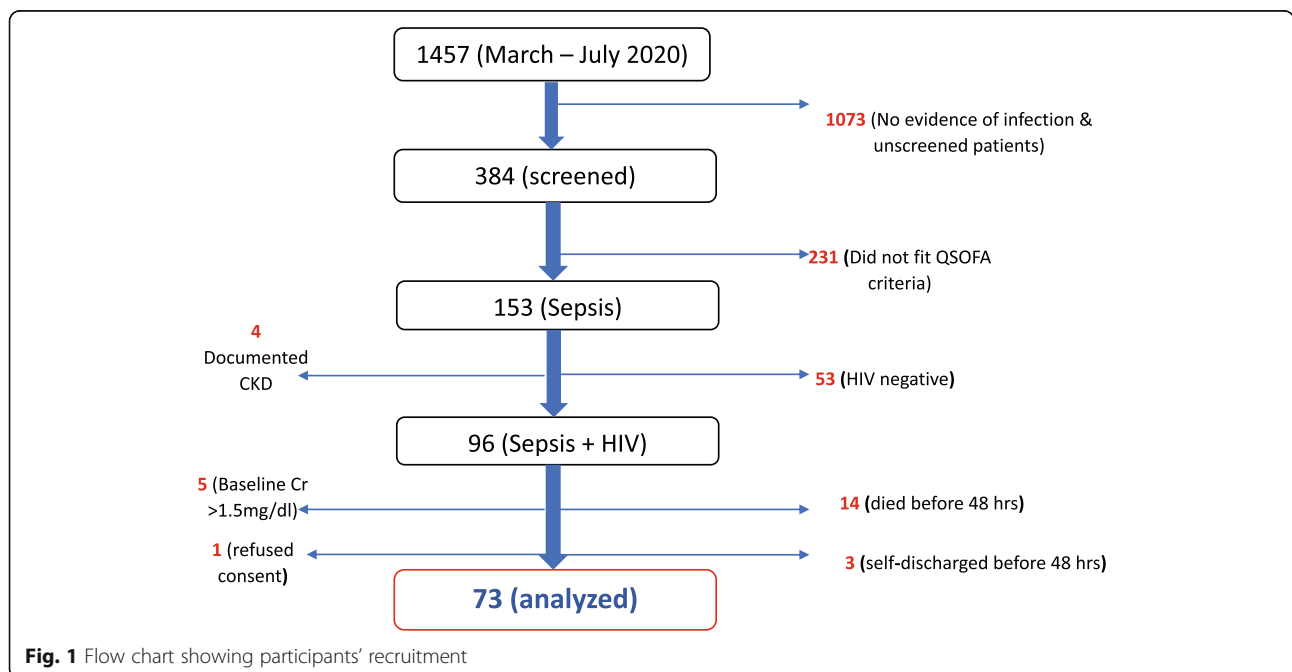 1457 (March – July 2020)
1073 (No evidence of infection &
unscreened patients)
384 (screened)
231 (Did not fit QSOFA
criteria)
153 (Sepsis)
4
Documented
CKD
53 (HIV negative)
96 (Sepsis + HIV)
5 (Baseline Cr
>1.5mg/dl)
14 (died before 48 hrs)
1 (refused
consent)
3 (self-discharged before 48 hrs)
73 (analyzed)
Fig. 1 Flow chart showing participants’ recruitment